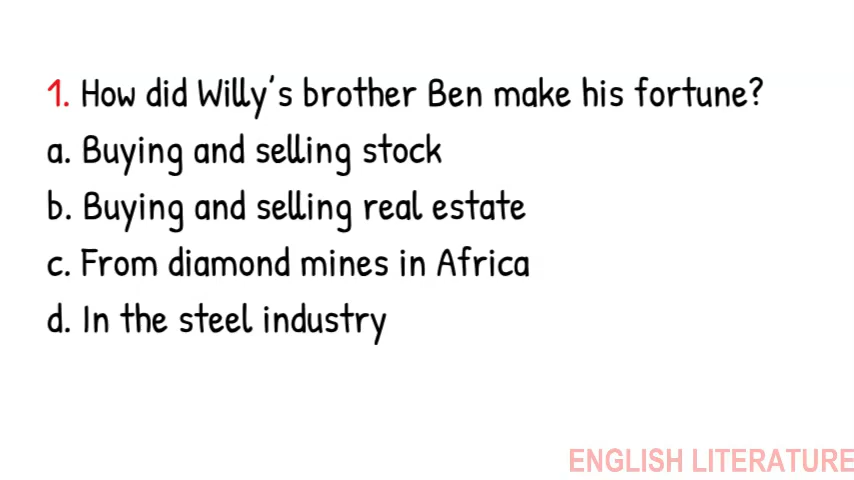 1. How did Willy's brother Ben make his fortune?
a. Buying and selling stock
b. Buying and selling real estate
c. From diamond mines in Africa
d. In the steel industry
ENGLISH LITERATURE